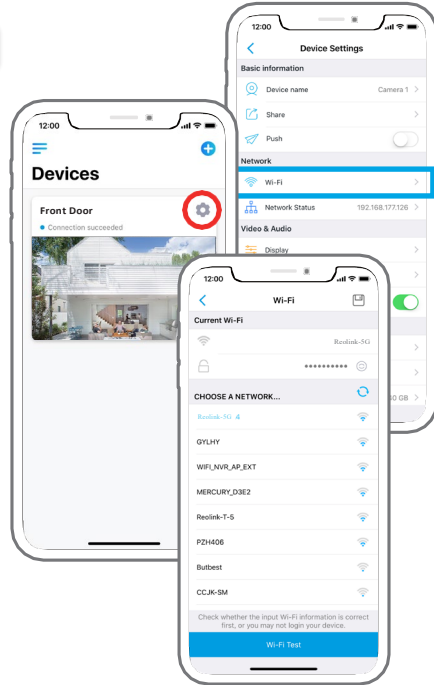 12:00
Devices
Front Door
Connection succeeded
12:00
Device Settings
Basic information
Device name Camera 1
Share
Push
Network
Wi-Fi
Network Status 192.168.177.126
Video & Audio
Display
GB
12:00
Wi-Fi
Current Wi-Fi
Reolink-5G
••••••••••
CHOOSE A NETWORK...
Reolink-5G 4
GYLHY
WIFI_NVR_AP_EXT
MERCURY_D3E2
Reolink-T-5
PZH406
Butbest
CCJK-SM
Check whether the input Wi-Fi information is correct
first, or you may not login your device.
Wi-Fi Test